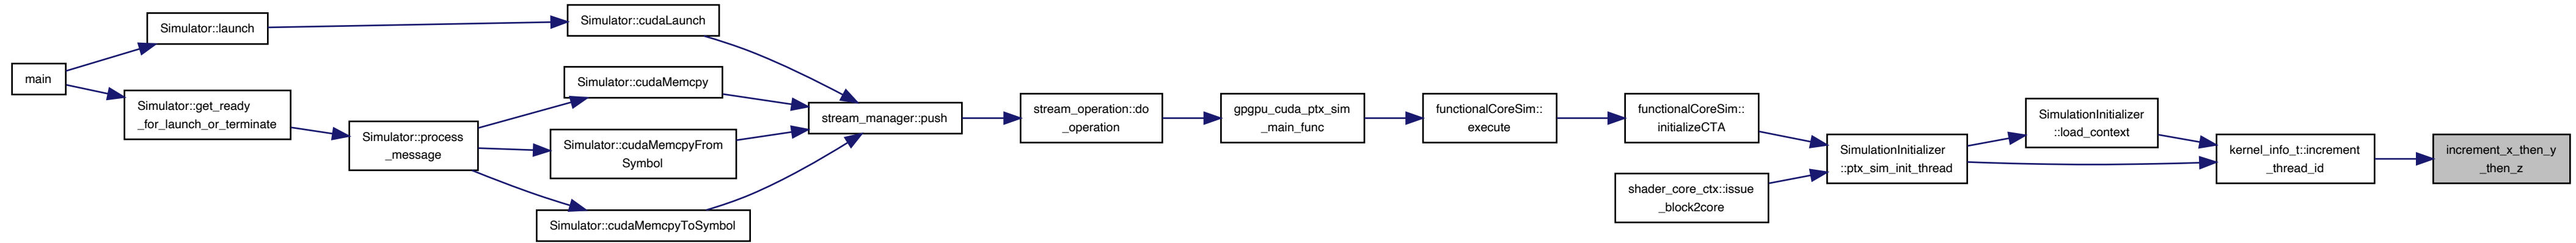 main
Simulator::launch
Simulator::get_ready
_for_launch_or_terminate
Simulator::process
_message
Simulator::cudaLaunch
Simulator::cudaMemcpy
Simulator::cudaMemcpyFrom
Symbol
Simulator::cudaMemcpyToSymbol
stream_manager::push
stream_operation::do
_operation
gpgpu_cuda_ptx_sim
_main_func
functionalCoreSim::
execute
functionalCoreSim::
initializeCTA
shader_core_ctx::issue
_block2core
SimulationInitializer
::ptx_sim_init_thread
SimulationInitializer
::load_context
kernel_info_t::increment
_thread_id
increment_x_then_y
_then_z